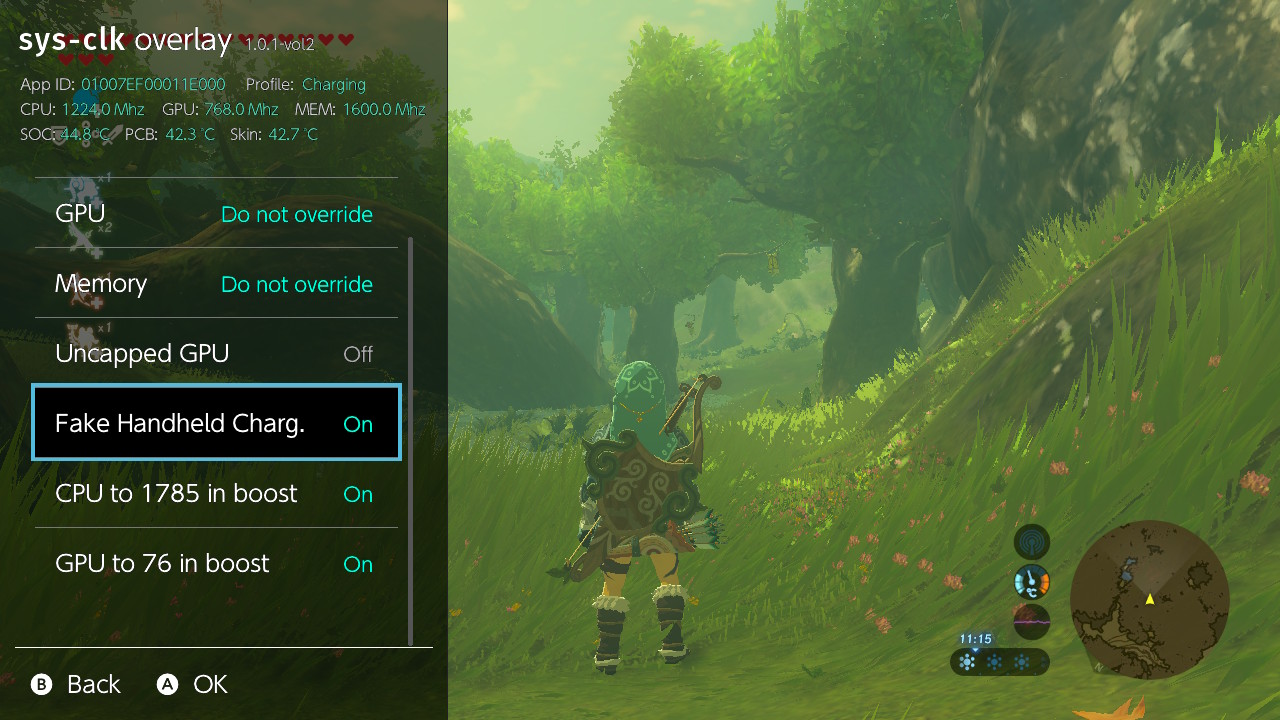 sys-clk overlay 1.0.1-vol2
App ID: 01007EF00011E000 Profile: Charging
CPU: 1224.0 Mhz GPU: 768.0 Mhz MEM: 1600.0 Mhz
SOC: 44.8 °C PCB: 42.3 °C Skin: 42.7 °C
x1
GPU Do not override
x2
Memory Do not override
x1
Uncapped GPU Off
Fake Handheld Charg. On
CPU to 1785 in boost On
GPU to 76 in boost On
B Back A OK
°C
11:15